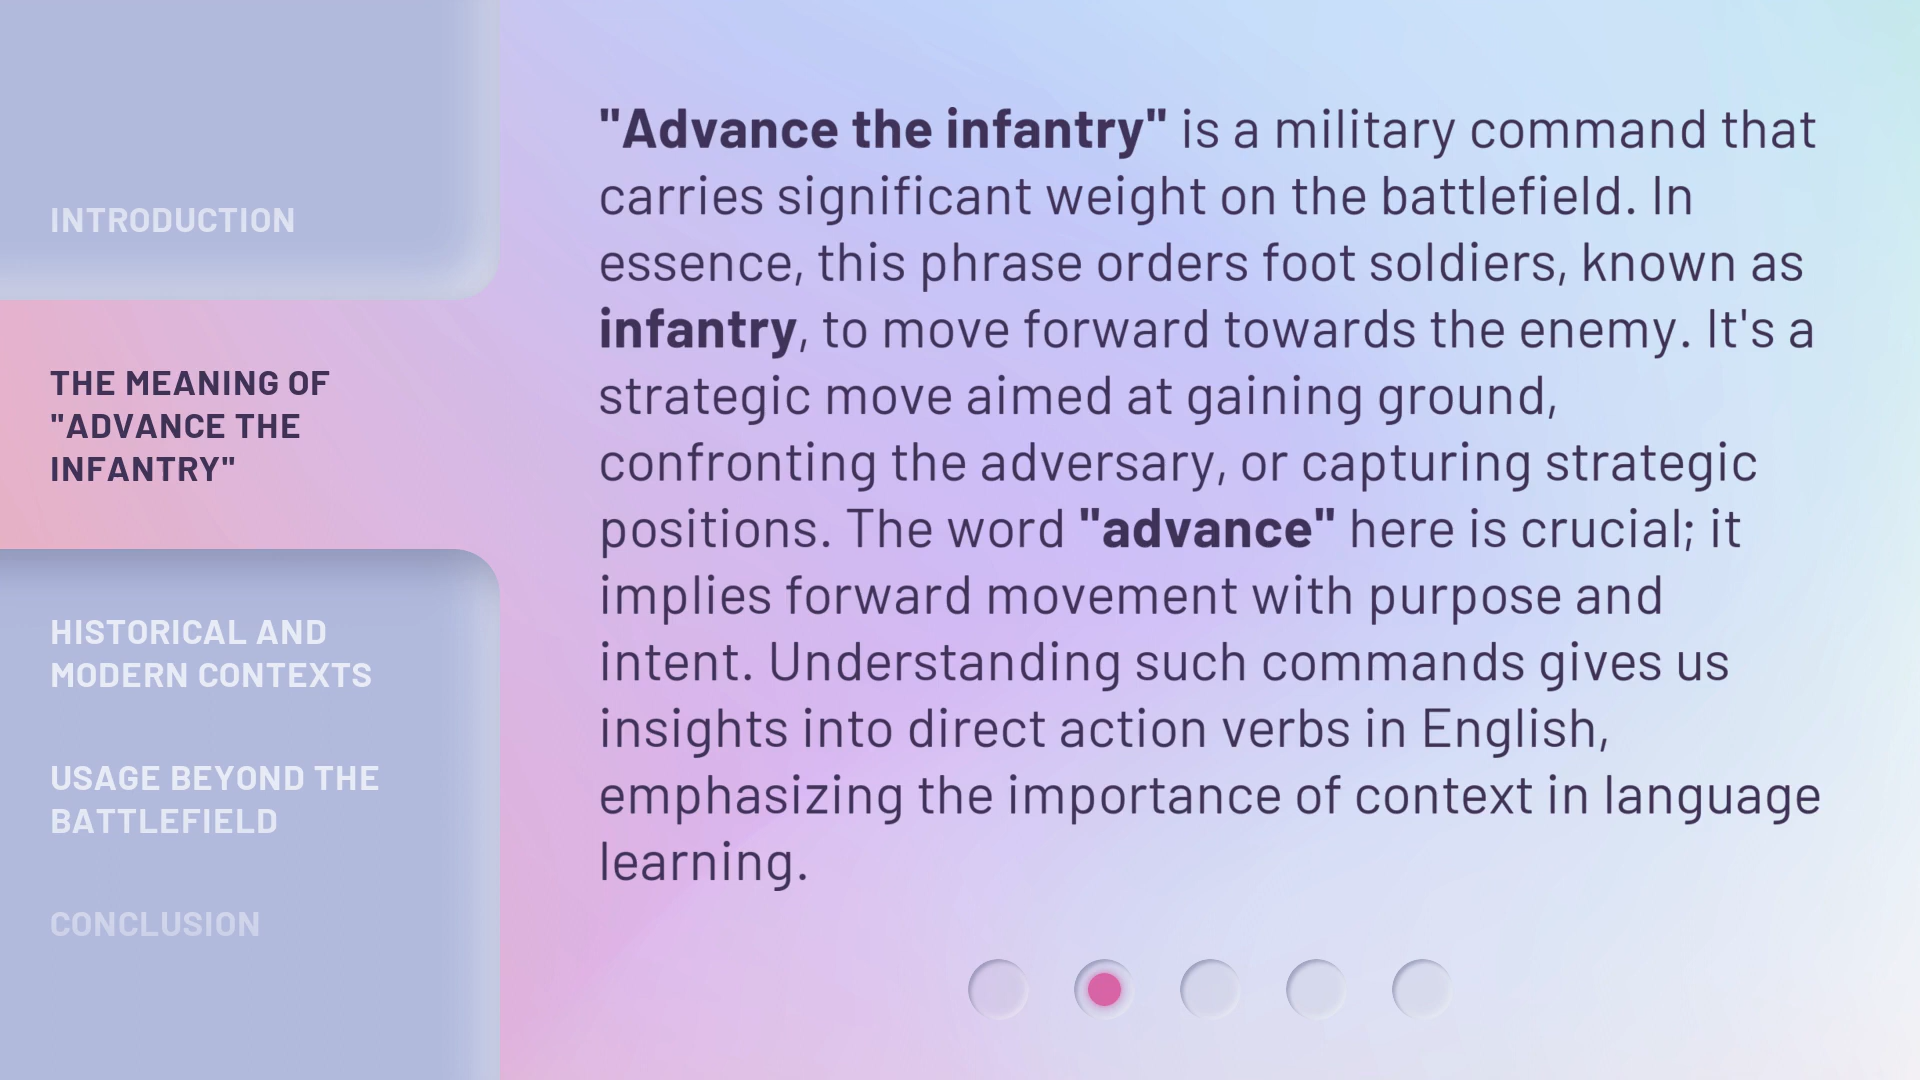 INTRODUCTION
THE MEANING OF
"ADVANCE THE
INFANTRY"
HISTORICAL AND
MODERN CONTEXTS
USAGE BEYOND THE
BATTLEFIELD
CONCLUSION
"Advance the infantry" is a military command that
carries significant weight on the battlefield. In
essence, this phrase orders foot soldiers, known as
infantry, to move forward towards the enemy. It's a
strategic move aimed at gaining ground,
confronting the adversary, or capturing strategic
positions. The word "advance" here is crucial; it
implies forward movement with purpose and
intent. Understanding such commands gives us
insights into direct action verbs in English,
emphasizing the importance of context in language
learning.